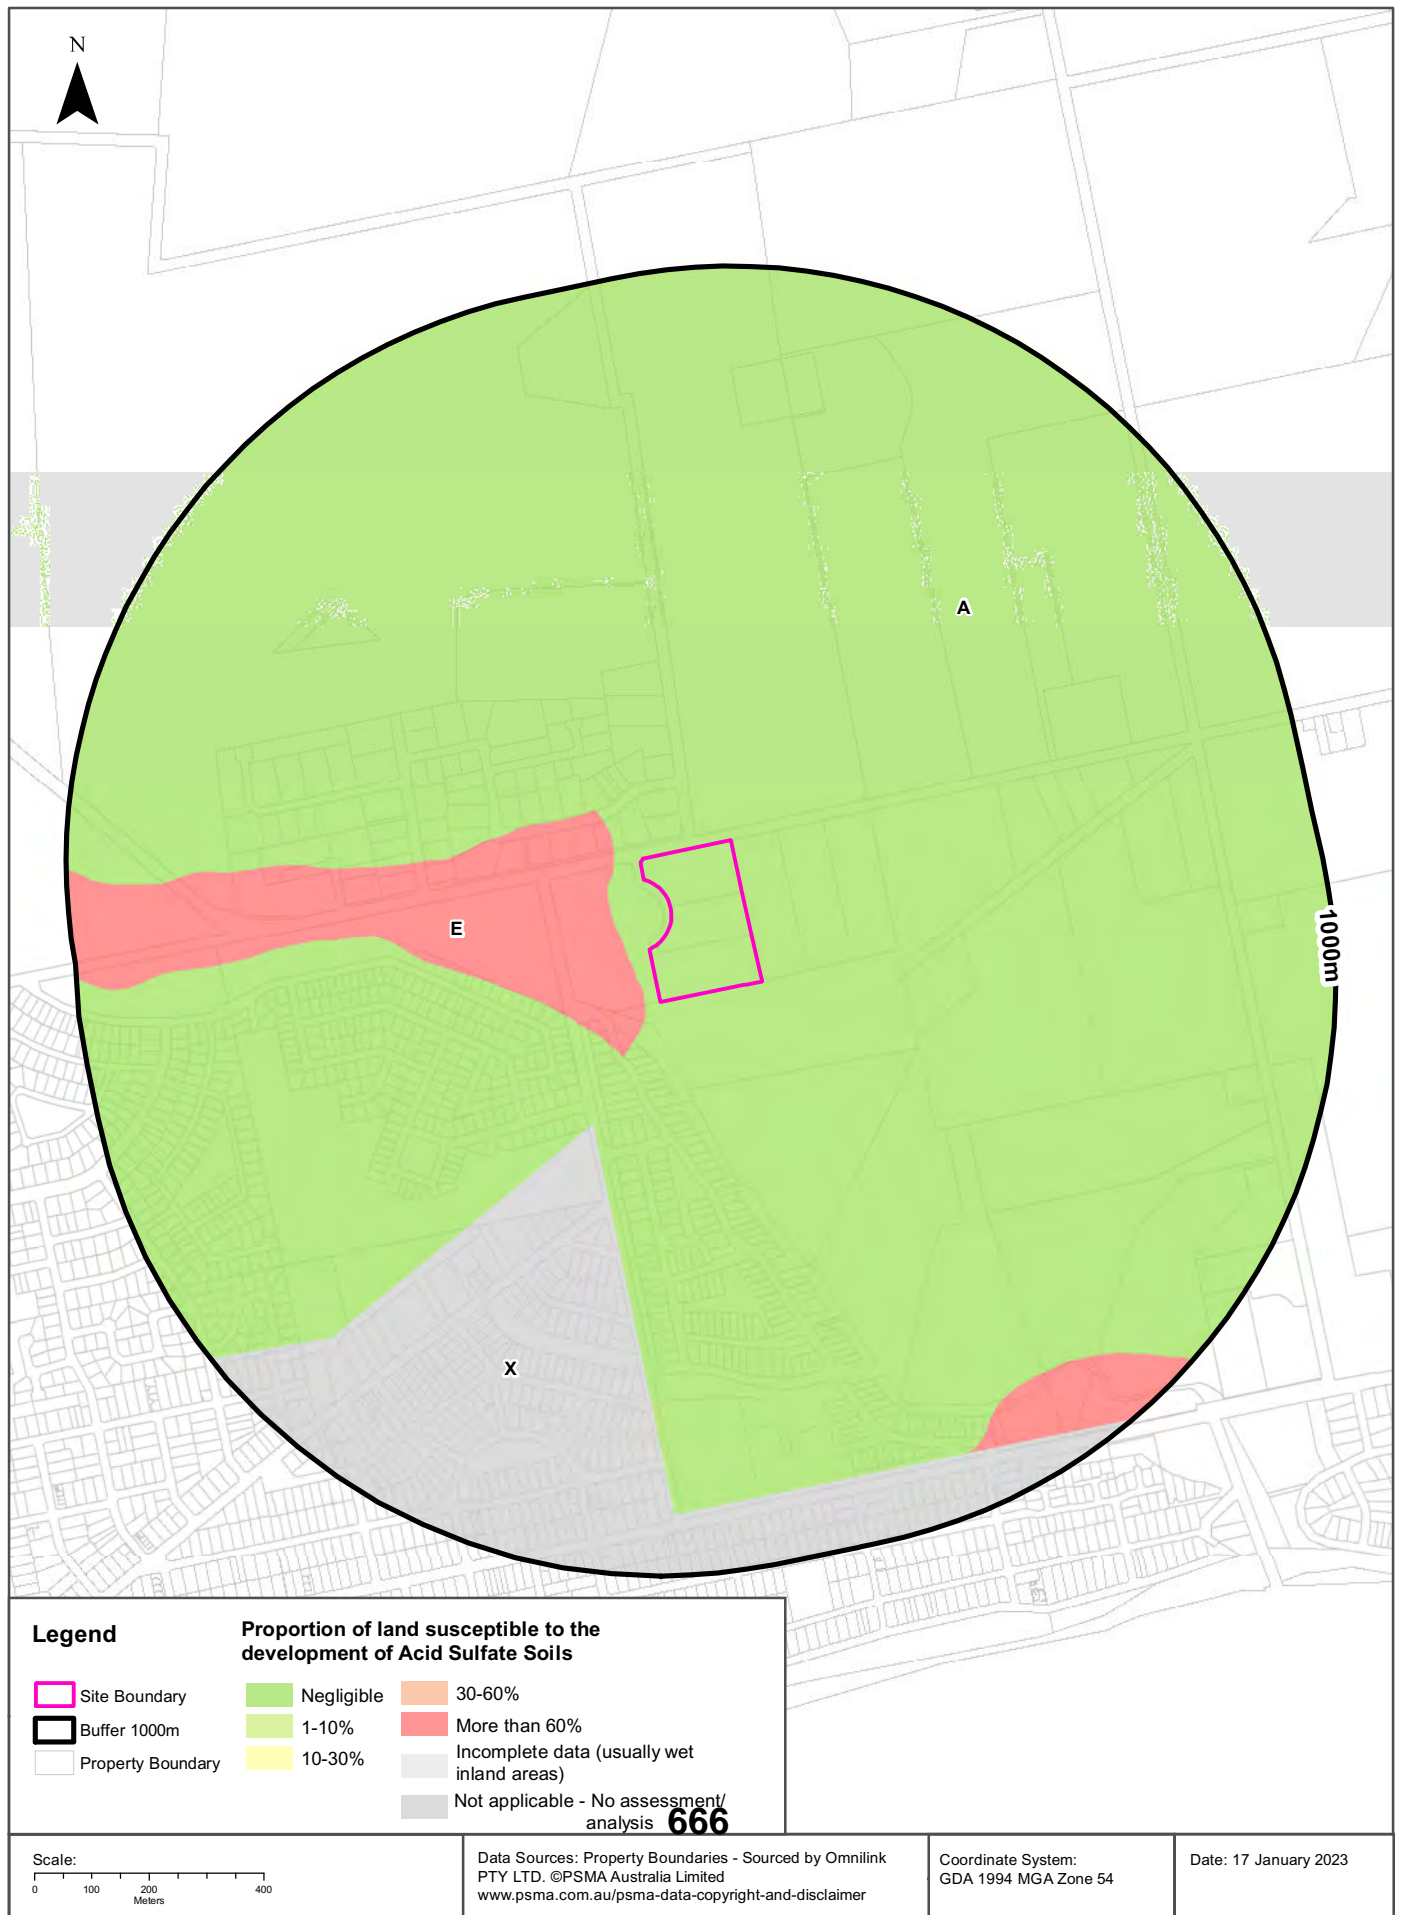 N
A
E
1000m
X
Legend
Site Boundary
Buffer 1000m
Property Boundary
Proportion of land susceptible to the
development of Acid Sulfate Soils
Negligible
1-10%
10-30%
30-60%
More than 60%
Incomplete data (usually wet
inland areas)
Not applicable - No assessment/
analysis
666
Scale:
0 100 200 400
Meters
Data Sources: Property Boundaries - Sourced by Omnilink
PTY LTD. ©PSMA Australia Limited
www.psma.com.au/psma-data-copyright-and-disclaimer
Coordinate System:
GDA 1994 MGA Zone 54
Date: 17 January 2023